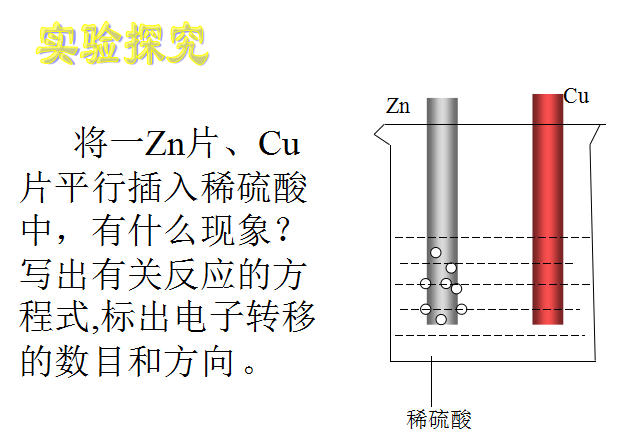 实验探究
将一Zn片、Cu
片平行插入稀硫酸
中，有什么现象？
写出有关反应的方
程式,标出电子转移
的数目和方向。
Zn
Cu
稀硫酸